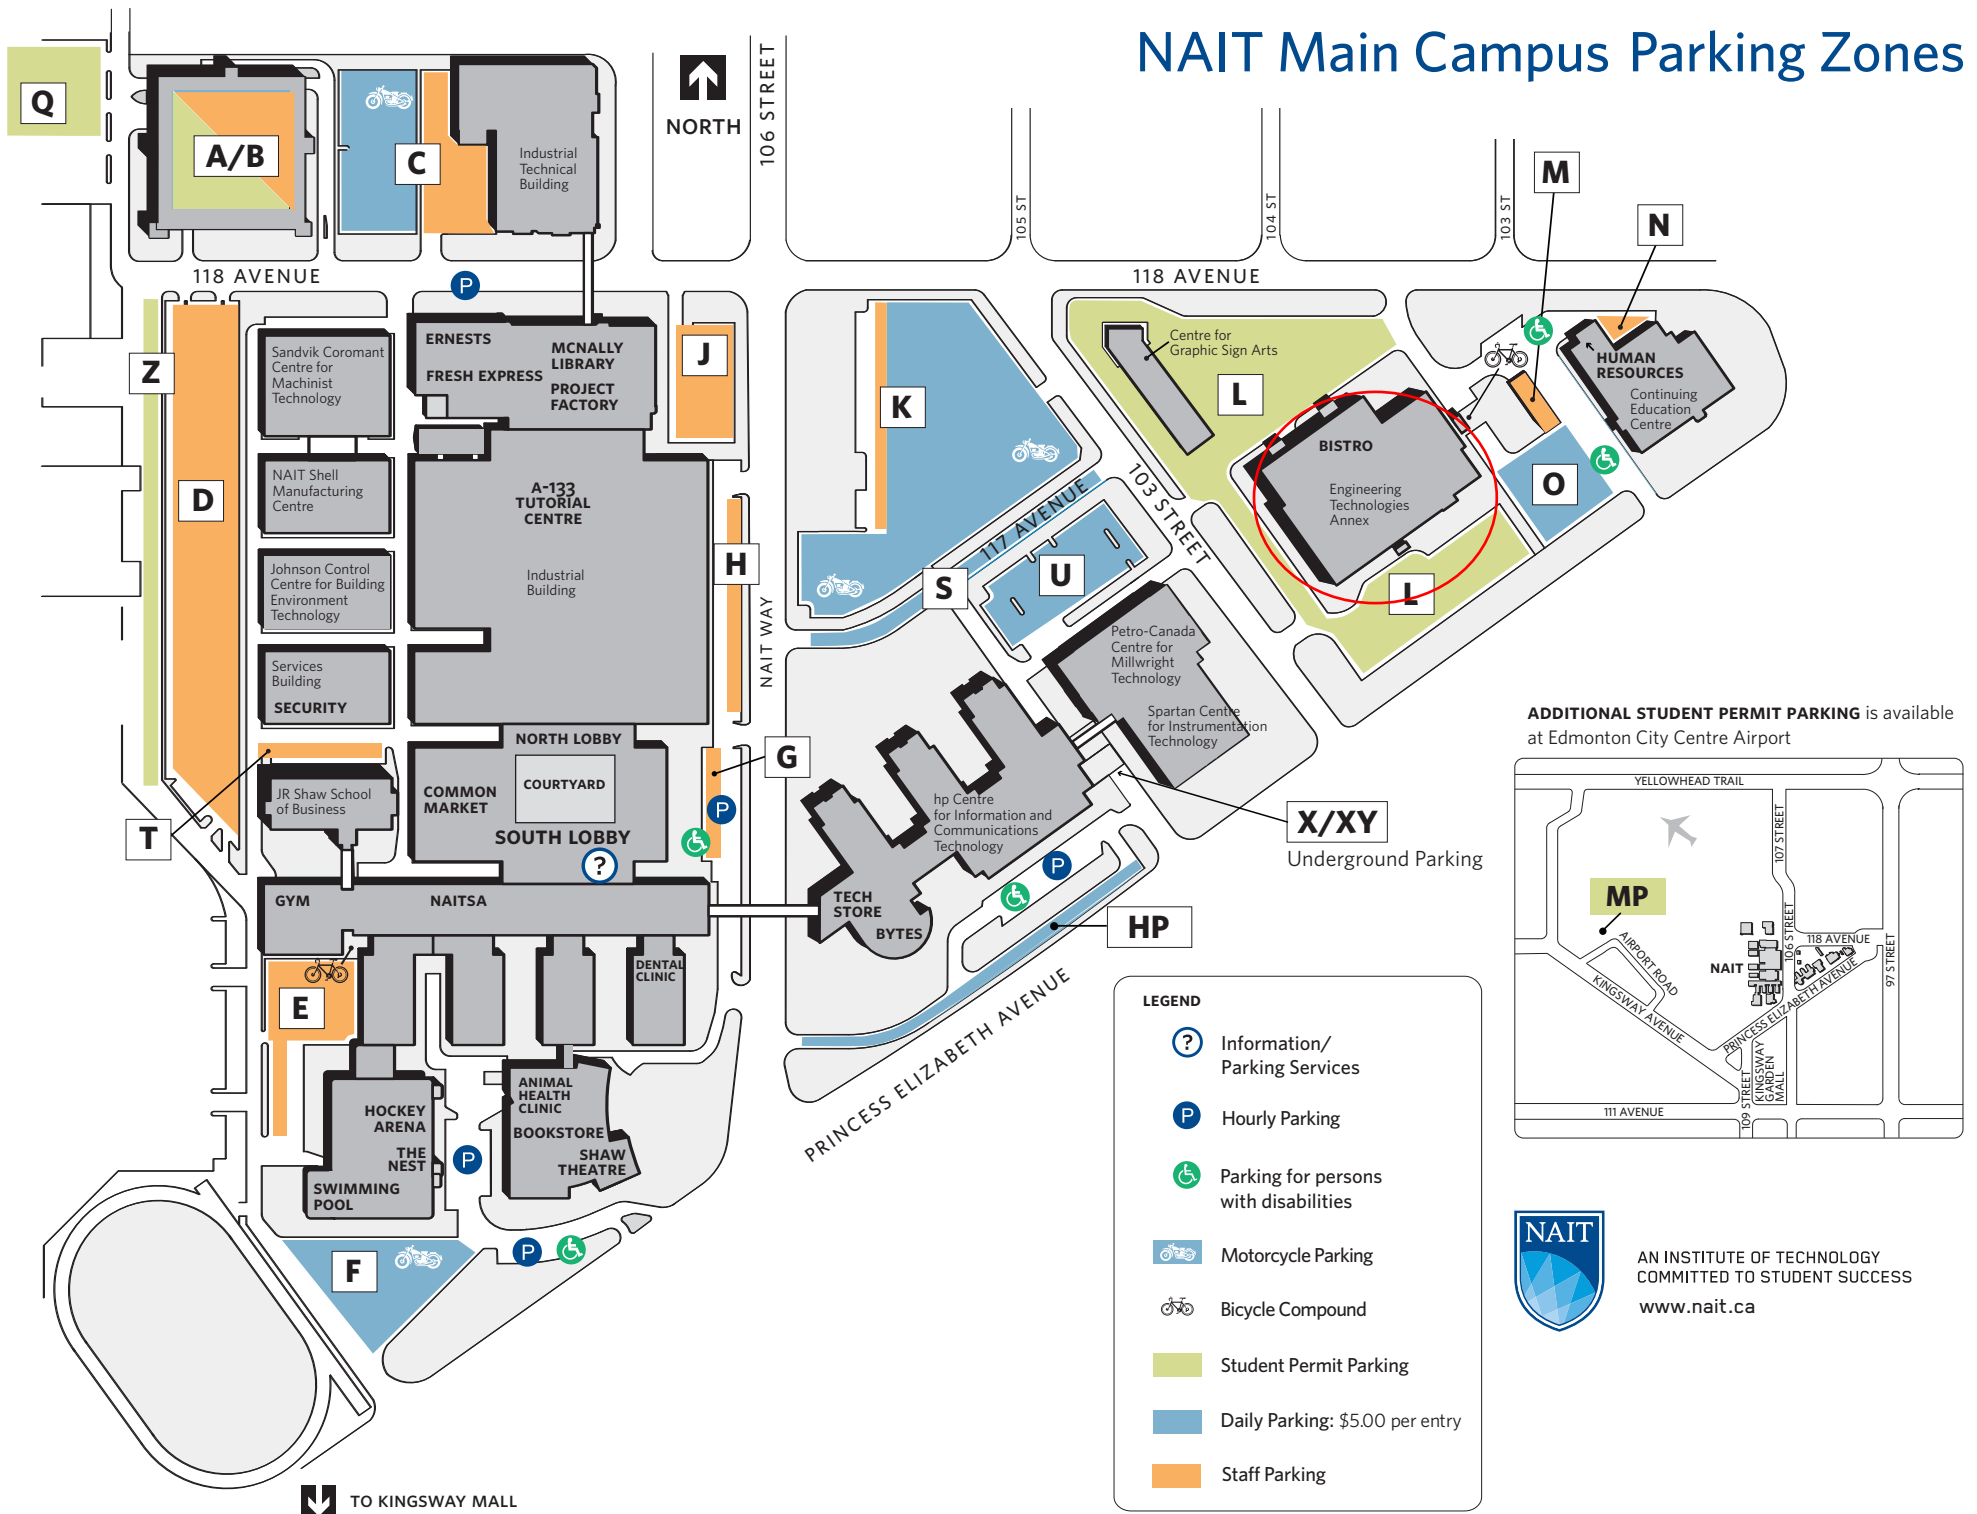 NAIT Main Campus Parking Zones
Q
A/B
C
Industrial
Technical
Building
NORTH
106 STREET
105 ST
104 ST
103 ST
M
N
118 AVENUE
P
118 AVENUE
Z
D
Sandvik Coromant
Centre for
Machinist
Technology
NAIT Shell
Manufacturing
Centre
Johnson Control
Centre for Building
Environment
Technology
Services
Building
SECURITY
ERNESTS
FRESH EXPRESS
MCNALLY
LIBRARY
PROJECT
FACTORY
J
A-133
TUTORIAL
CENTRE
Industrial
Building
H
NAIT WAY
K
117 AVENUE
S
U
103 STREET
Centre for
Graphic Sign Arts
L
BISTRO
Engineering
Technologies
Annex
L
HUMAN
RESOURCES
Continuing
Education
Centre
O
Petro-Canada
Centre for
Millwright
Technology
Spartan Centre
for Instrumentation
Technology
NORTH LOBBY
COURTYARD
COMMON
MARKET
SOUTH LOBBY
?
G
P
T
JR Shaw School
of Business
GYM
NAITSA
hp Centre
for Information and
Communications
Technology
TECH
STORE
BYTES
P
X/XY
Underground Parking
HP
PRINCESS ELIZABETH AVENUE
DENTAL
CLINIC
E
HOCKEY
ARENA
THE
NEST
SWIMMING
POOL
P
ANIMAL
HEALTH
CLINIC
BOOKSTORE
SHAW
THEATRE
F
P
TO KINGSWAY MALL
LEGEND
?
Information/
Parking Services
P
Hourly Parking
Parking for persons
with disabilities
Motorcycle Parking
Bicycle Compound
Student Permit Parking
Daily Parking: $5.00 per entry
Staff Parking
ADDITIONAL STUDENT PERMIT PARKING is available
at Edmonton City Centre Airport
YELLOWHEAD TRAIL
107 STREET
MP
AIRPORT ROAD
KINGSWAY AVENUE
NAIT
106 STREET
118 AVENUE
97 STREET
PRINCESS ELIZABETH AVENUE
109 STREET
KINGSWAY
GARDEN
MALL
111 AVENUE
NAIT
AN INSTITUTE OF TECHNOLOGY
COMMITTED TO STUDENT SUCCESS
www.nait.ca